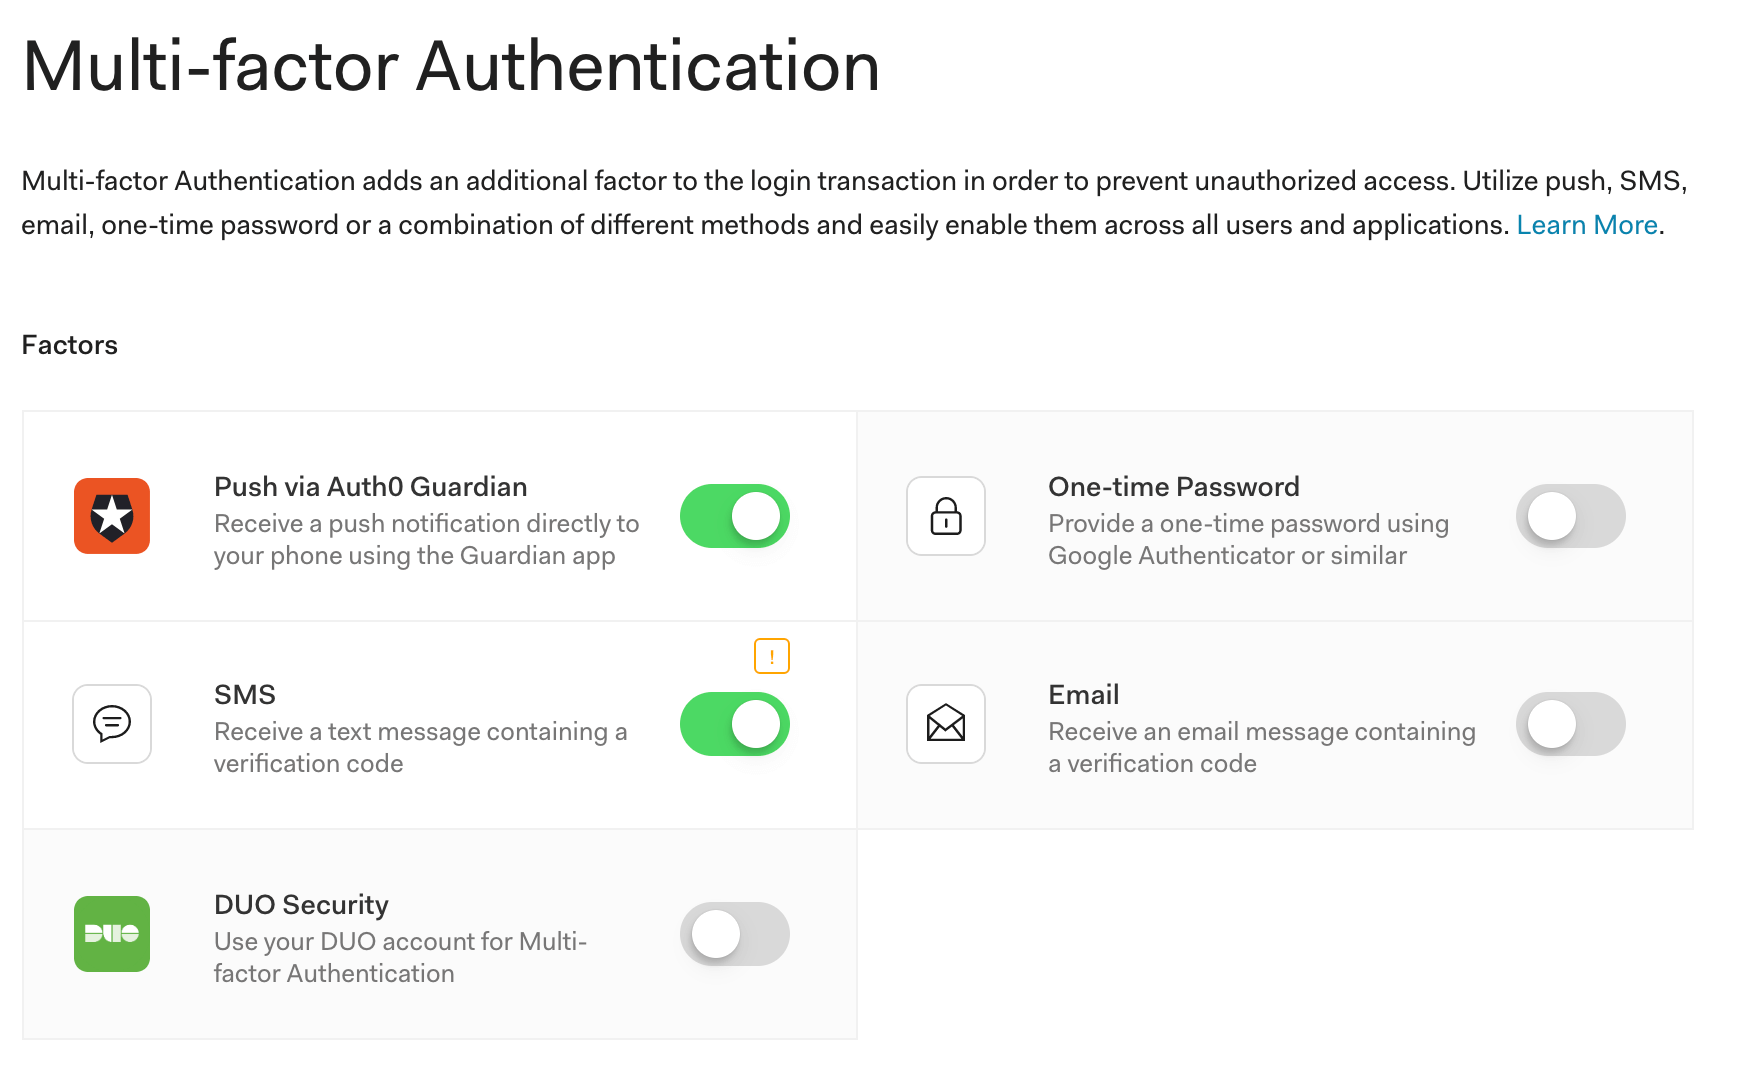 Multi-factor Authentication
Multi-factor Authentication adds an additional factor to the login transaction in order to prevent unauthorized access. Utilize push, SMS,
email, one-time password or a combination of different methods and easily enable them across all users and applications. Learn More.
Factors
Push via Auth0 Guardian
Receive a push notification directly to
your phone using the Guardian app
One-time Password
Provide a one-time password using
Google Authenticator or similar
!
SMS
Receive a text message containing a
verification code
Email
Receive an email message containing
a verification code
DUO
DUO Security
Use your DUO account for Multi-
factor Authentication